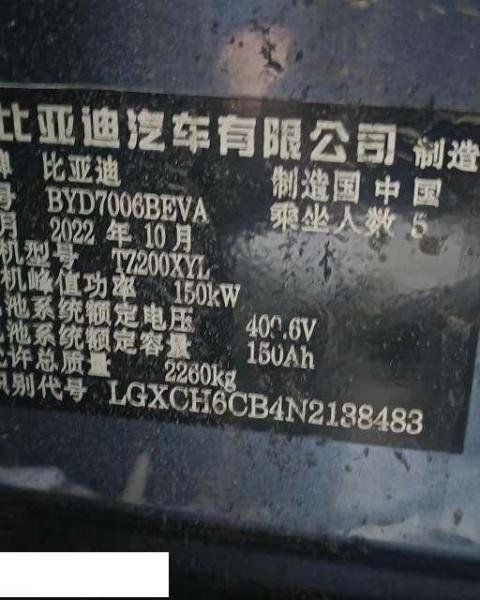 比亚迪汽车有限公司 制造
牌 比亚迪 制造国 中国
号 BYD7006BEVA 乘坐人数 5
月 2022 年 10 月
机型号 TZ200XYL
机峰值功率 150kW
池系统额定电压 .6V
池系统额定容量 150Ah
允许总质量 2260kg
识别代号 LGXCH6CB4N2138483